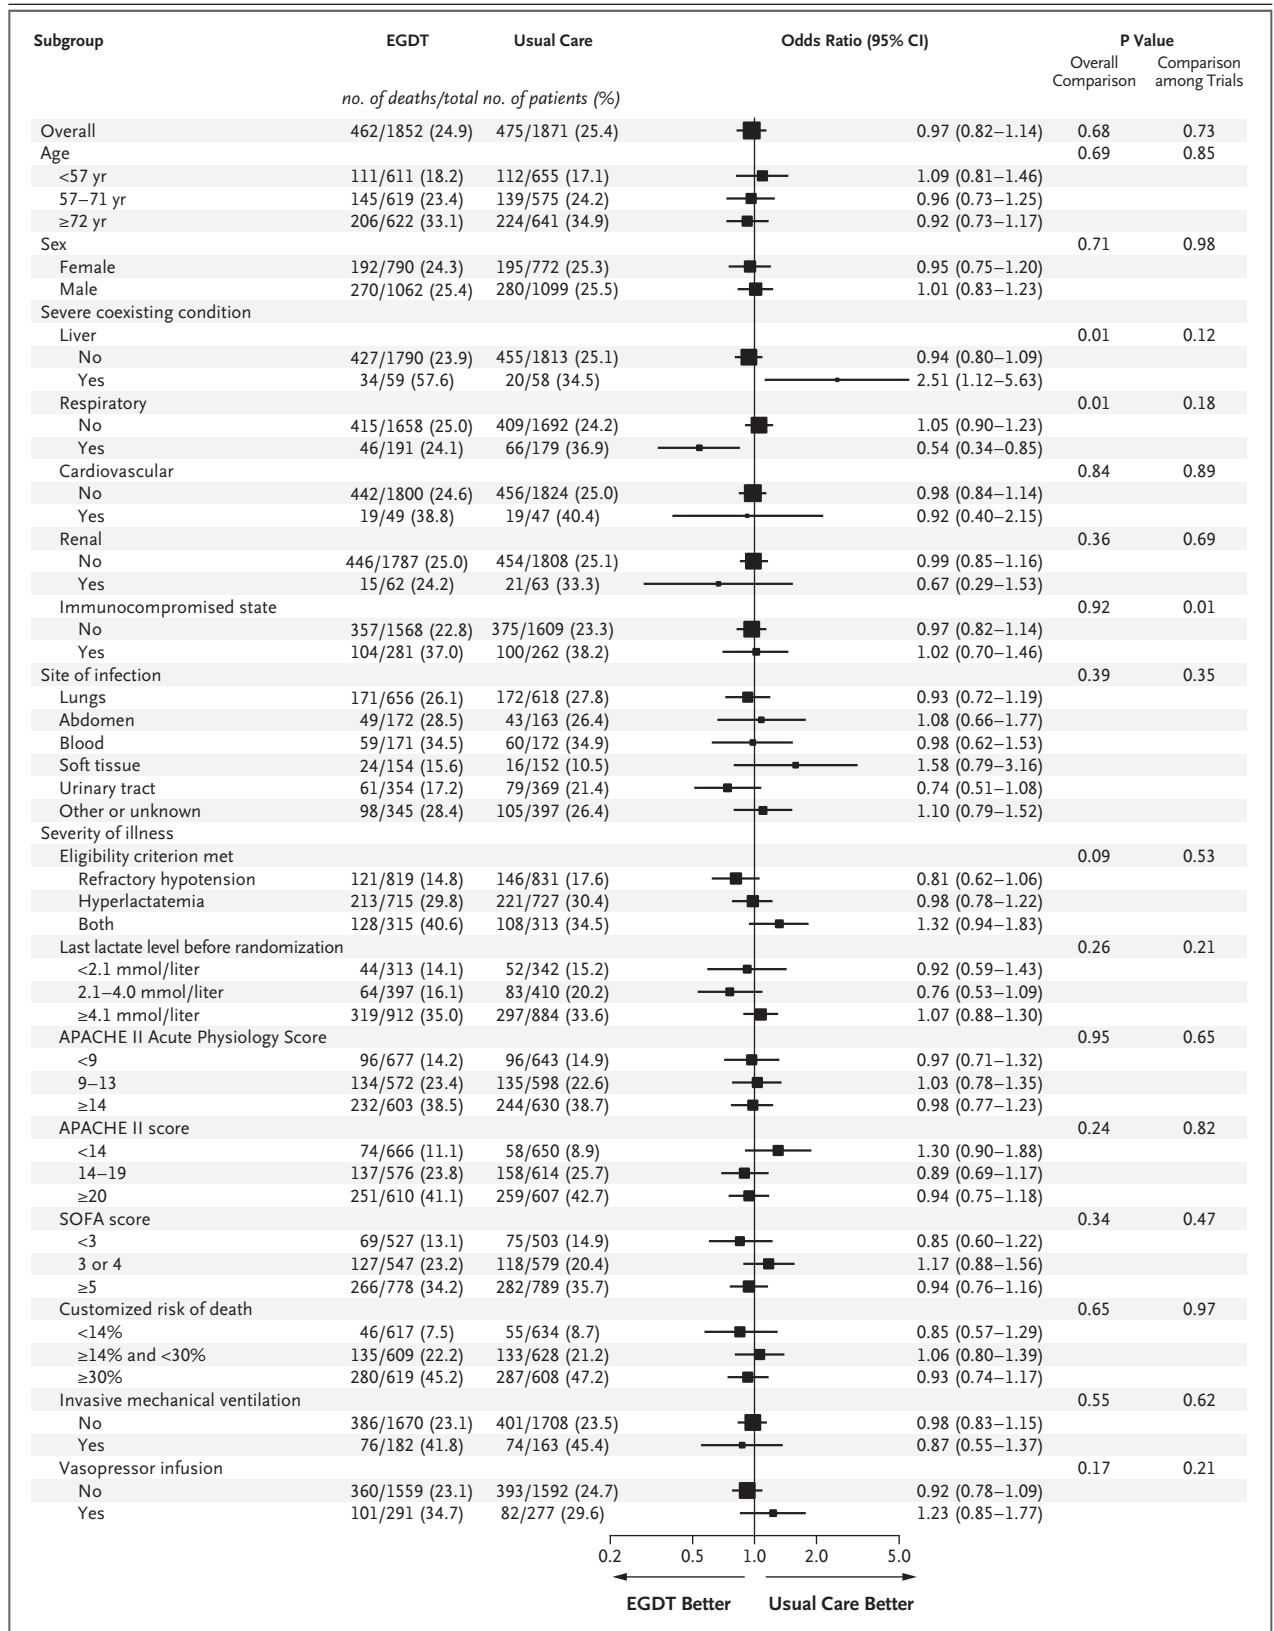 Subgroup EGDT Usual Care Odds Ratio (95% CI) P Value
Overall Comparison
Comparison among Trials
no. of deaths/total no. of patients (%)
Overall 462/1852 (24.9) 475/1871 (25.4) 0.97 (0.82–1.14) 0.68 0.73
Age 0.69 0.85
<57 yr 111/611 (18.2) 112/655 (17.1) 1.09 (0.81–1.46)
57–71 yr 145/619 (23.4) 139/575 (24.2) 0.96 (0.73–1.25)
≥72 yr 206/622 (33.1) 224/641 (34.9) 0.92 (0.73–1.17)
Sex 0.71 0.98
Female 192/790 (24.3) 195/772 (25.3) 0.95 (0.75–1.20)
Male 270/1062 (25.4) 280/1099 (25.5) 1.01 (0.83–1.23)
Severe coexisting condition
Liver 0.01 0.12
No 427/1790 (23.9) 455/1813 (25.1) 0.94 (0.80–1.09)
Yes 34/59 (57.6) 20/58 (34.5) 2.51 (1.12–5.63)
Respiratory 0.01 0.18
No 415/1658 (25.0) 409/1692 (24.2) 1.05 (0.90–1.23)
Yes 46/191 (24.1) 66/179 (36.9) 0.54 (0.34–0.85)
Cardiovascular 0.84 0.89
No 442/1800 (24.6) 456/1824 (25.0) 0.98 (0.84–1.14)
Yes 19/49 (38.8) 19/47 (40.4) 0.92 (0.40–2.15)
Renal 0.36 0.69
No 446/1787 (25.0) 454/1808 (25.1) 0.99 (0.85–1.16)
Yes 15/62 (24.2) 21/63 (33.3) 0.67 (0.29–1.53)
Immunocompromised state 0.92 0.01
No 357/1568 (22.8) 375/1609 (23.3) 0.97 (0.82–1.14)
Yes 104/281 (37.0) 100/262 (38.2) 1.02 (0.70–1.46)
Site of infection 0.39 0.35
Lungs 171/656 (26.1) 172/618 (27.8) 0.93 (0.72–1.19)
Abdomen 49/172 (28.5) 43/163 (26.4) 1.08 (0.66–1.77)
Blood 59/171 (34.5) 60/172 (34.9) 0.98 (0.62–1.53)
Soft tissue 24/154 (15.6) 16/152 (10.5) 1.58 (0.79–3.16)
Urinary tract 61/354 (17.2) 79/369 (21.4) 0.74 (0.51–1.08)
Other or unknown 98/345 (28.4) 105/397 (26.4) 1.10 (0.79–1.52)
Severity of illness
Eligibility criterion met 0.09 0.53
Refractory hypotension 121/819 (14.8) 146/831 (17.6) 0.81 (0.62–1.06)
Hyperlactatemia 213/715 (29.8) 221/727 (30.4) 0.98 (0.78–1.22)
Both 128/315 (40.6) 108/313 (34.5) 1.32 (0.94–1.83)
Last lactate level before randomization 0.26 0.21
<2.1 mmol/liter 44/313 (14.1) 52/342 (15.2) 0.92 (0.59–1.43)
2.1–4.0 mmol/liter 64/397 (16.1) 83/410 (20.2) 0.76 (0.53–1.09)
≥4.1 mmol/liter 319/912 (35.0) 297/884 (33.6) 1.07 (0.88–1.30)
APACHE II Acute Physiology Score 0.95 0.65
<9 96/677 (14.2) 96/643 (14.9) 0.97 (0.71–1.32)
9–13 134/572 (23.4) 135/598 (22.6) 1.03 (0.78–1.35)
≥14 232/603 (38.5) 244/630 (38.7) 0.98 (0.77–1.23)
APACHE II score 0.24 0.82
<14 74/666 (11.1) 58/650 (8.9) 1.30 (0.90–1.88)
14–19 137/576 (23.8) 158/614 (25.7) 0.89 (0.69–1.17)
≥20 251/610 (41.1) 259/607 (42.7) 0.94 (0.75–1.18)
SOFA score 0.34 0.47
<3 69/527 (13.1) 75/503 (14.9) 0.85 (0.60–1.22)
3 or 4 127/547 (23.2) 118/579 (20.4) 1.17 (0.88–1.56)
≥5 266/778 (34.2) 282/789 (35.7) 0.94 (0.76–1.16)
Customized risk of death 0.65 0.97
<14% 46/617 (7.5) 55/634 (8.7) 0.85 (0.57–1.29)
≥14% and <30% 135/609 (22.2) 133/628 (21.2) 1.06 (0.80–1.39)
≥30% 280/619 (45.2) 287/608 (47.2) 0.93 (0.74–1.17)
Invasive mechanical ventilation 0.55 0.62
No 386/1670 (23.1) 401/1708 (23.5) 0.98 (0.83–1.15)
Yes 76/182 (41.8) 74/163 (45.4) 0.87 (0.55–1.37)
Vasopressor infusion 0.17 0.21
No 360/1559 (23.1) 393/1592 (24.7) 0.92 (0.78–1.09)
Yes 101/291 (34.7) 82/277 (29.6) 1.23 (0.85–1.77)
0.2 0.5 1.0 2.0 5.0
EGDT Better Usual Care Better